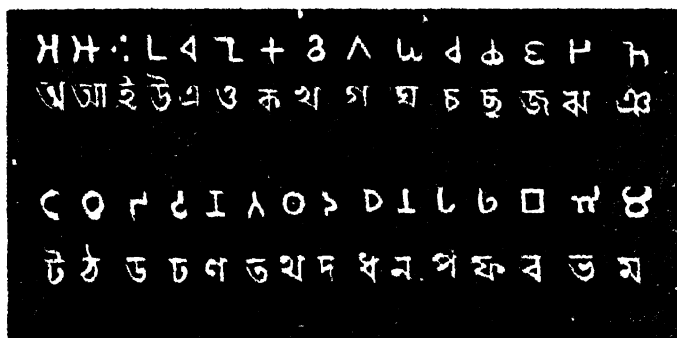 𑀅 𑀆 𑀇 𑀉 𑀏 𑀑 𑀓 𑀔 𑀕 𑀖 𑀘 𑀙 𑀚 𑀛 𑀜
অ আ ই উ এ ও ক খ গ ঘ চ ছ জ ঝ ঞ
𑀝 𑀞 𑀟 𑀠 𑀡 𑀢 𑀣 𑀤 𑀥 𑀦 𑀧 𑀨 𑀩 𑀪 𑀫
ট ঠ ড ঢ ণ ত থ দ ধ ন প ফ ব ভ ম